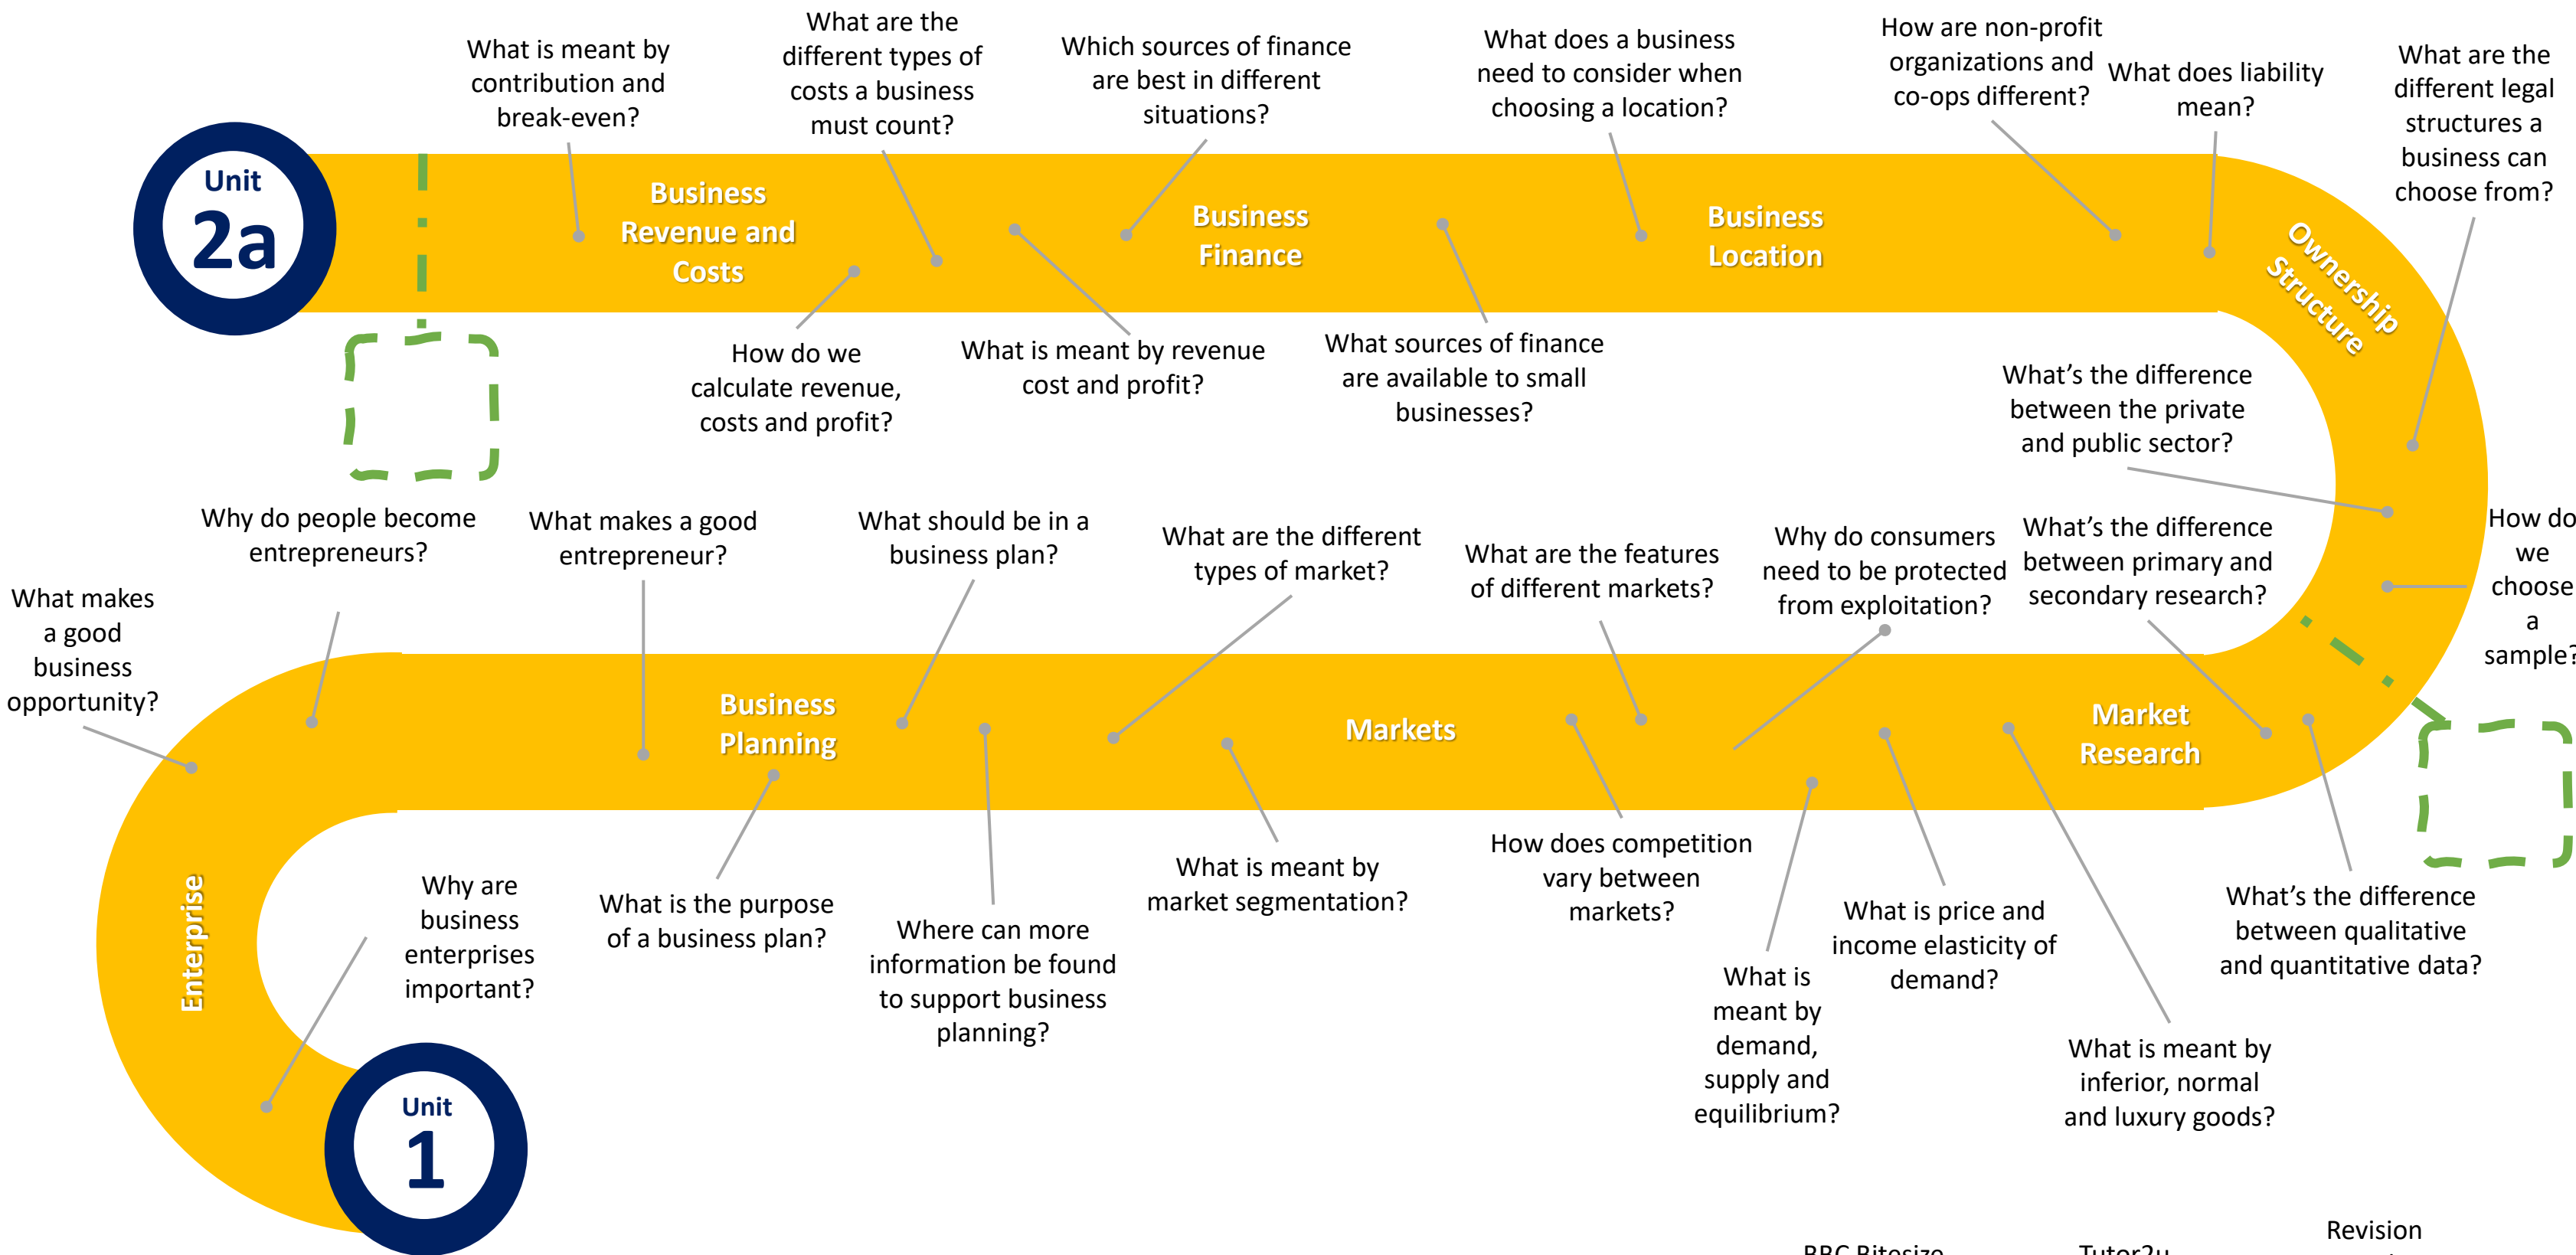 What is meant by
contribution and
break-even?
What are the
different types of
costs a business
must count?
Which sources of finance
are best in different
situations?
What does a business
need to consider when
choosing a location?
How are non-profit
organizations and
co-ops different?
What does liability
mean?
What are the
different legal
structures a
business can
choose from?
Unit
2a
Business
Revenue and
Costs
Business
Finance
Business
Location
Ownership
Structure
How do we
calculate revenue,
costs and profit?
What is meant by revenue
cost and profit?
What sources of finance
are available to small
businesses?
What's the difference
between the private
and public sector?
What makes
a good
business
opportunity?
Why do people become
entrepreneurs?
What makes a good
entrepreneur?
What should be in a
business plan?
What are the different
types of market?
What are the features
of different markets?
Why do consumers
need to be protected
from exploitation?
What's the difference
between primary and
secondary research?
How do
we
choose
a
sample?
Business
Planning
Markets
Market
Research
Enterprise
Why are
business
enterprises
important?
What is the purpose
of a business plan?
Where can more
information be found
to support business
planning?
What is meant by
market segmentation?
How does competition
vary between
markets?
What is
meant by
demand,
supply and
equilibrium?
What is price and
income elasticity of
demand?
What is meant by
inferior, normal
and luxury goods?
What's the difference
between qualitative
and quantitative data?
Unit
1
BBC Bitesize
Tutor2u
Revision